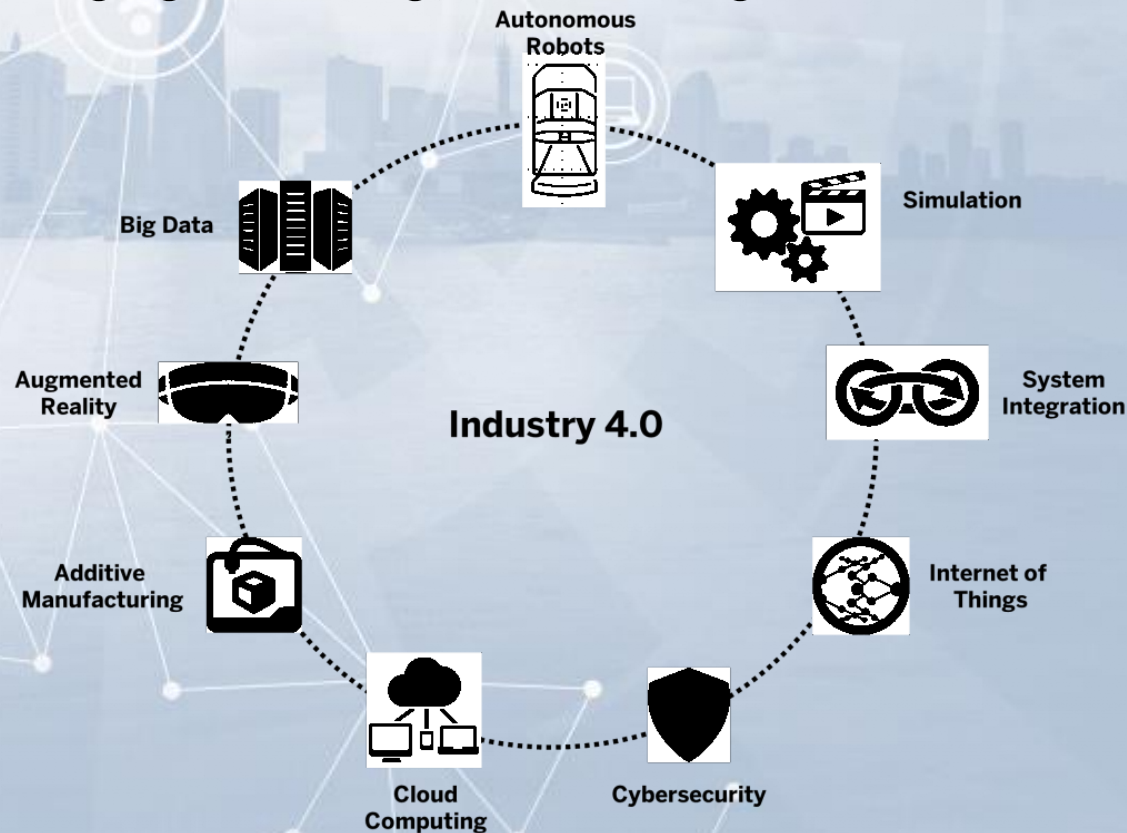 Autonomous
Robots
Simulation
Big Data
System
Integration
Augmented
Reality
Industry 4.0
Internet of
Things
Additive
Manufacturing
Cybersecurity
Cloud
Computing